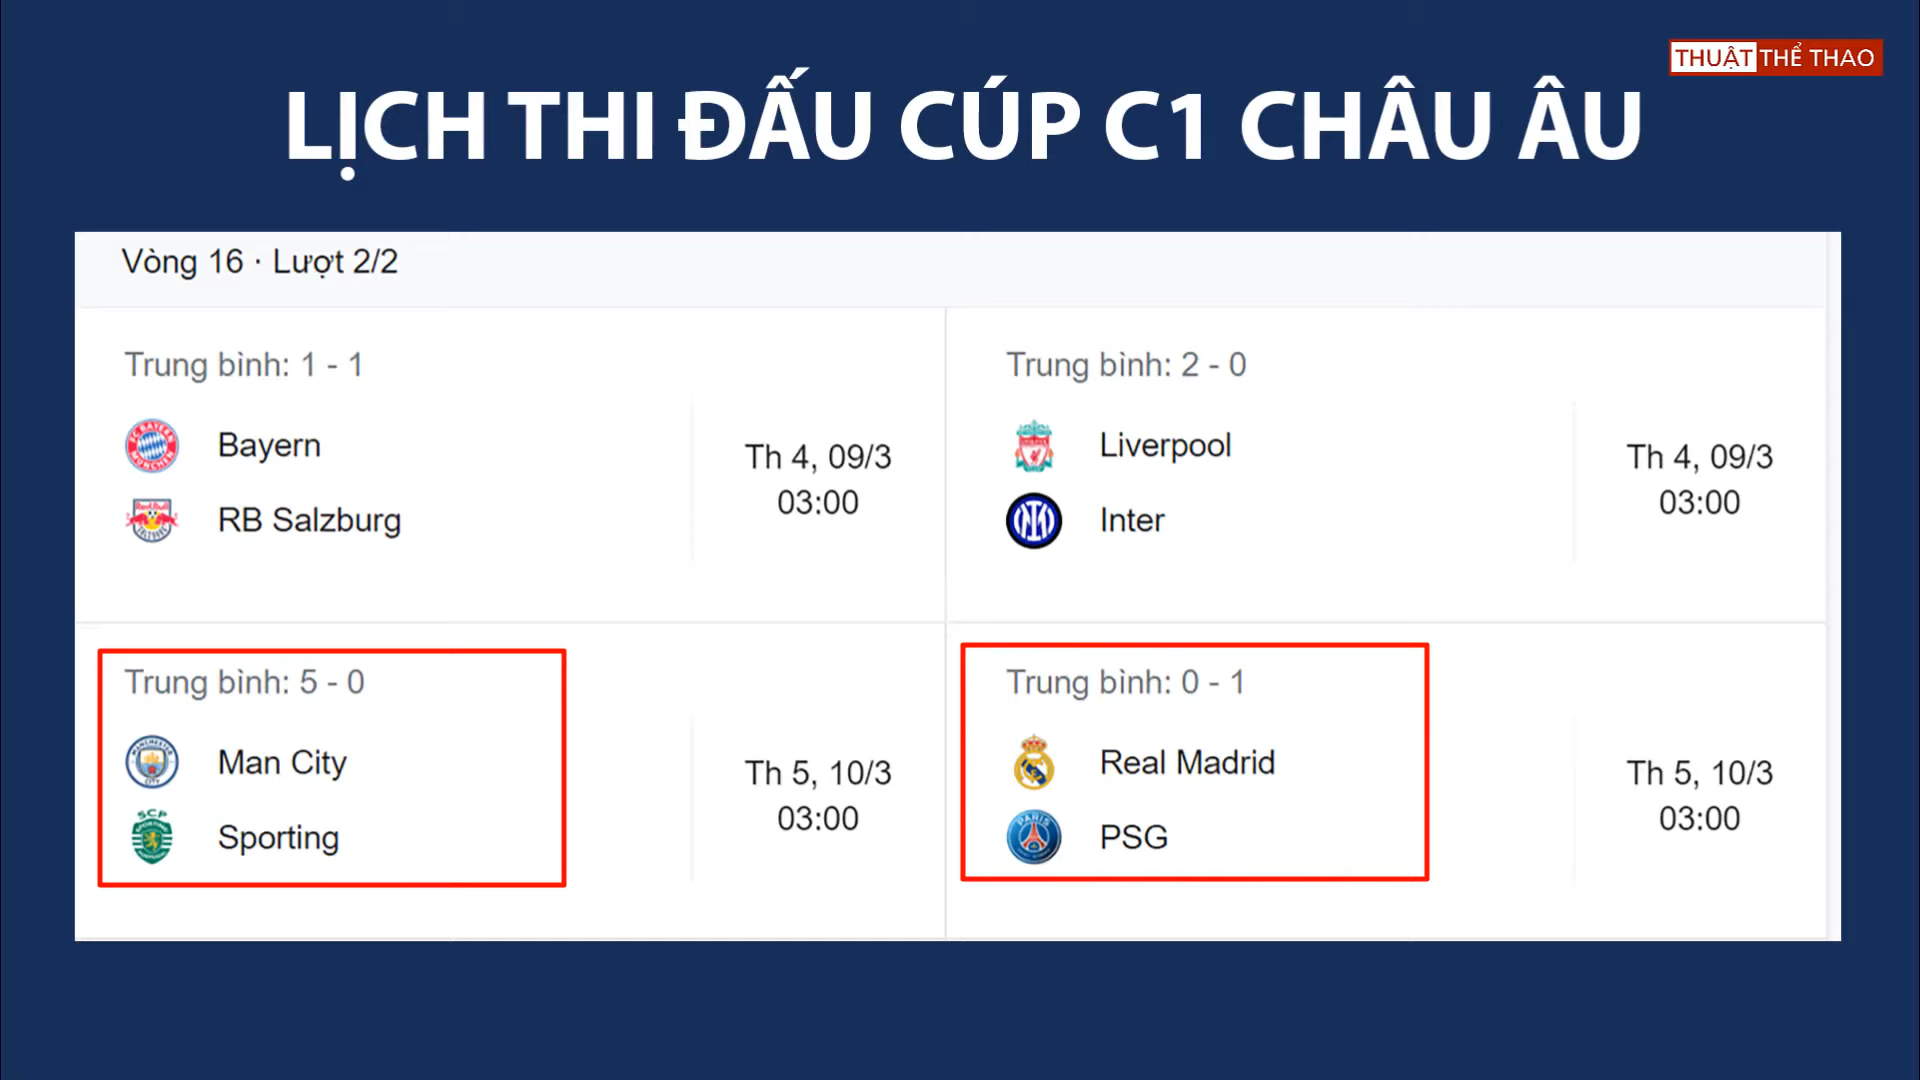 THUẬT THỂ THAO
LỊCH THI ĐẤU CÚP C1 CHÂU ÂU
Vòng 16 · Lượt 2/2
Trung bình: 1 - 1
Bayern
RB Salzburg
Th 4, 09/3
03:00
Trung bình: 2 - 0
Liverpool
Inter
Th 4, 09/3
03:00
Trung bình: 5 - 0
Man City
Sporting
Th 5, 10/3
03:00
Trung bình: 0 - 1
Real Madrid
PSG
Th 5, 10/3
03:00